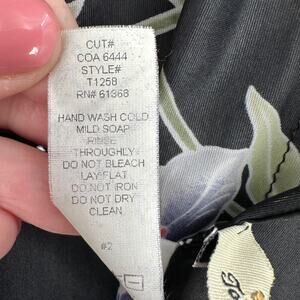 CUT#
COA 6444
STYLE#
T1258
RN# 61368
HAND WASH COLD
MILD SOAP
RINSE
THROUGHLY
DO NOT BLEACH
LAY FLAT
DO NOT IRON
DO NOT DRY
CLEAN
#2